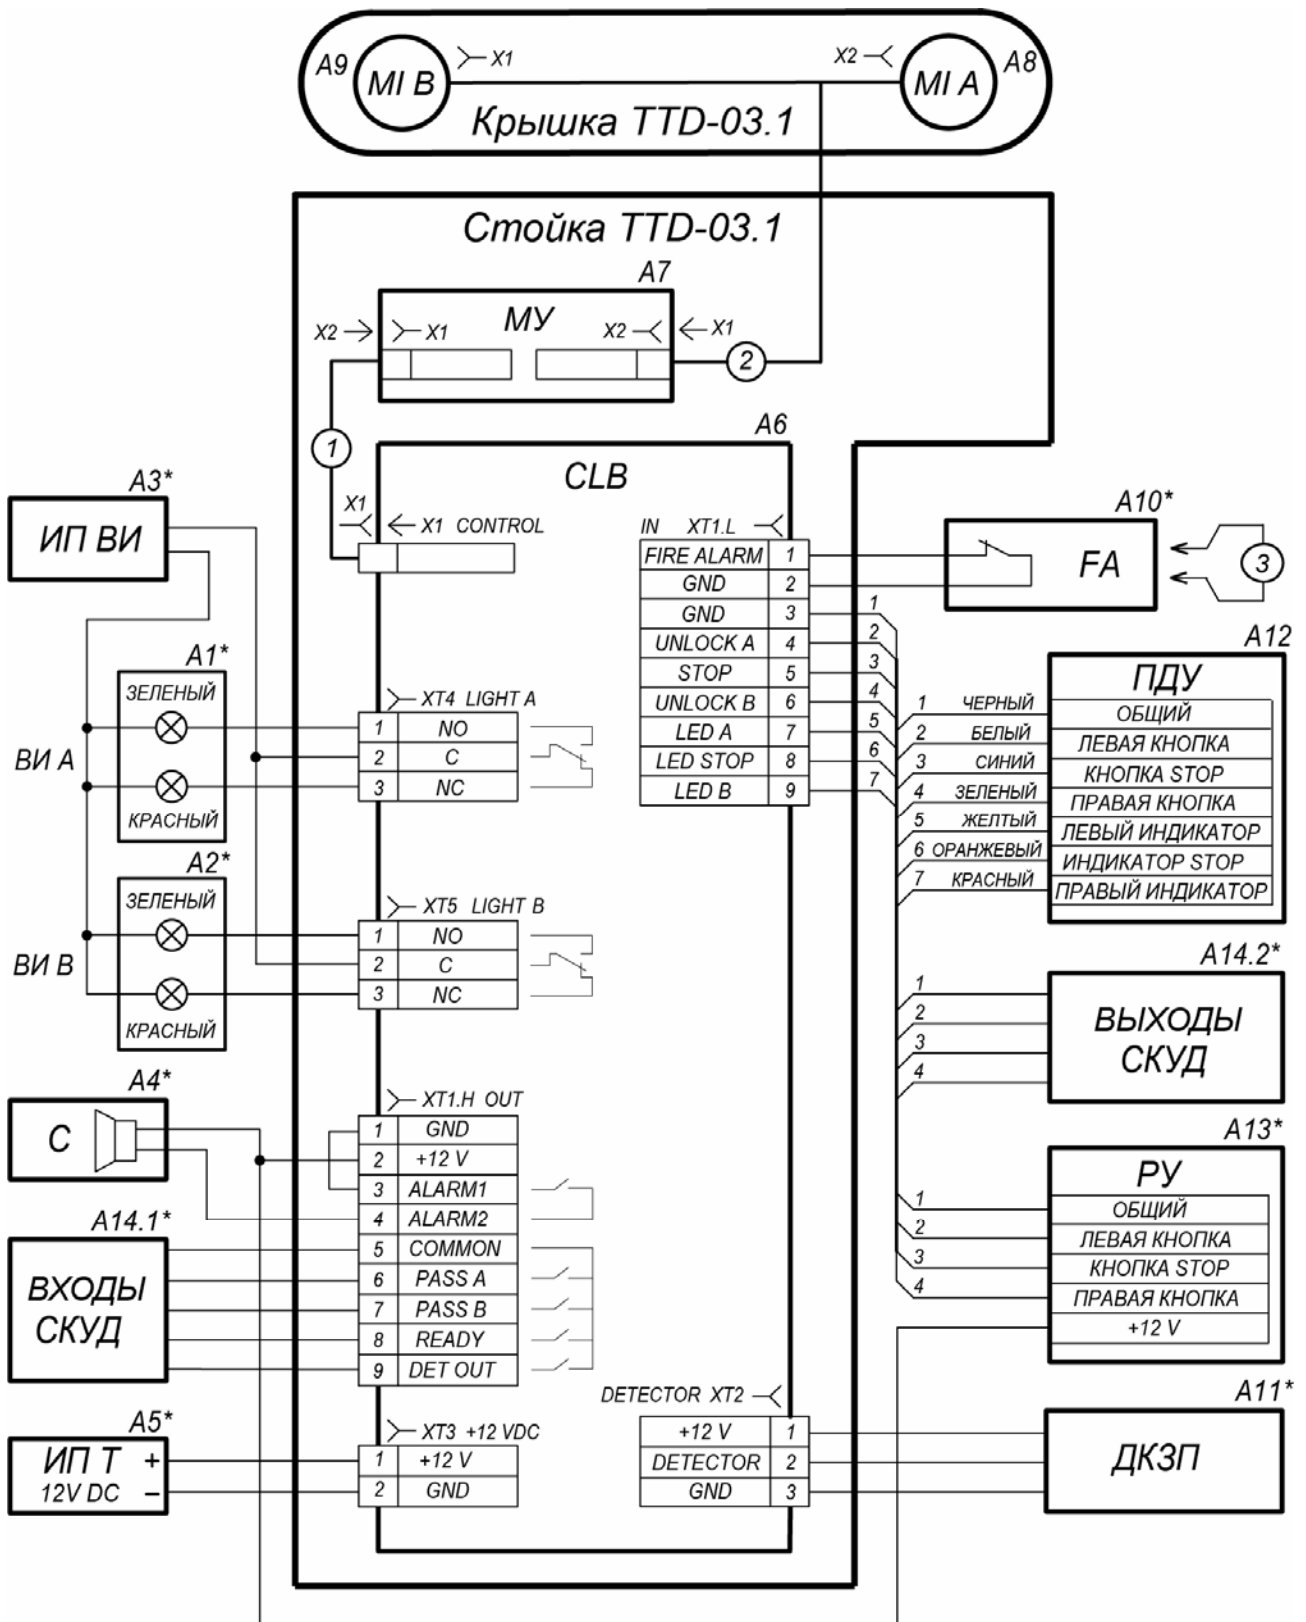 A9
MI B
X1
X2
MI A
A8
Крышка TTD-03.1
Стойка TTD-03.1
A7
МУ
X2
X1
X2
X1
2
1
A6
CLB
X1
X1 CONTROL
A3*
ИП ВИ
A1*
ЗЕЛЕНЫЙ
КРАСНЫЙ
ВИ A
XT4 LIGHT A
1 NO
2 C
3 NC
A2*
ЗЕЛЕНЫЙ
КРАСНЫЙ
ВИ B
XT5 LIGHT B
1 NO
2 C
3 NC
A4*
C
XT1.H OUT
1 GND
2 +12 V
3 ALARM1
4 ALARM2
5 COMMON
6 PASS A
7 PASS B
8 READY
9 DET OUT
A14.1*
ВХОДЫ
СКУД
A5*
ИП Т +
12V DC –
XT3 +12 VDC
1 +12 V
2 GND
IN XT1.L
FIRE ALARM 1
GND 2
GND 3
UNLOCK A 4
STOP 5
UNLOCK B 6
LED A 7
LED STOP 8
LED B 9
1
2
3
4
5
6
7
A10*
FA
3
A12
ПДУ
1 ЧЕРНЫЙ ОБЩИЙ
2 БЕЛЫЙ ЛЕВАЯ КНОПКА
3 СИНИЙ КНОПКА STOP
4 ЗЕЛЕНЫЙ ПРАВАЯ КНОПКА
5 ЖЕЛТЫЙ ЛЕВЫЙ ИНДИКАТОР
6 ОРАНЖЕВЫЙ ИНДИКАТОР STOP
7 КРАСНЫЙ ПРАВЫЙ ИНДИКАТОР
A14.2*
1
2
3
4
ВЫХОДЫ
СКУД
A13*
РУ
1 ОБЩИЙ
2 ЛЕВАЯ КНОПКА
3 КНОПКА STOP
4 ПРАВАЯ КНОПКА
+12 V
DETECTOR XT2
+12 V 1
DETECTOR 2
GND 3
A11*
ДКЗП